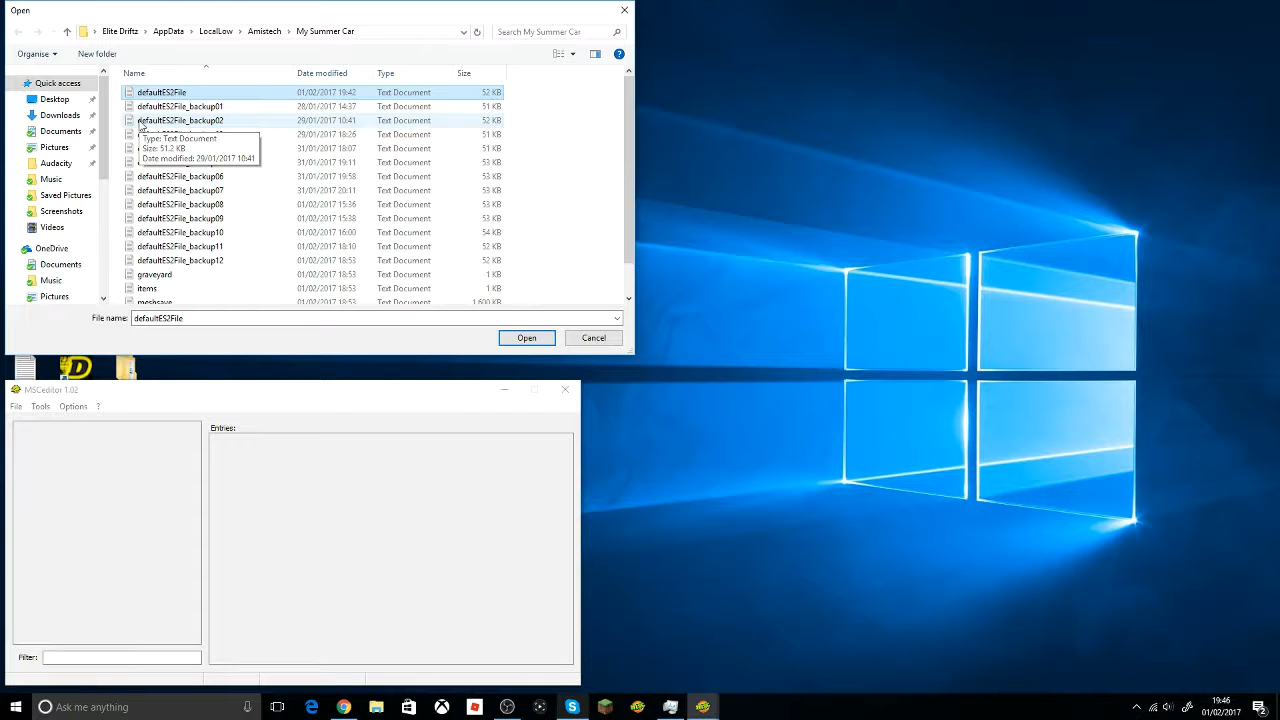 Open
Elite Driftz > AppData > LocalLow > Amistech > My Summer Car
Search My Summer Car
Organise
New folder
?
Name
Date modified
Type
Size
Quick access
Desktop
Downloads
Documents
Pictures
Audacity
Music
Saved Pictures
Screenshots
Videos
OneDrive
Documents
Music
Pictures
defaultES2File 01/02/2017 19:42 Text Document 52 KB
defaultES2File_backup01 28/01/2017 14:37 Text Document 51 KB
defaultES2File_backup02 29/01/2017 10:41 Text Document 52 KB
29/01/2017 18:26 Text Document 51 KB
31/01/2017 18:07 Text Document 51 KB
31/01/2017 19:11 Text Document 53 KB
defaultES2File_backup06 31/01/2017 19:58 Text Document 53 KB
defaultES2File_backup07 31/01/2017 20:11 Text Document 53 KB
defaultES2File_backup08 01/02/2017 15:36 Text Document 53 KB
defaultES2File_backup09 01/02/2017 15:38 Text Document 53 KB
defaultES2File_backup10 01/02/2017 16:00 Text Document 54 KB
defaultES2File_backup11 01/02/2017 18:10 Text Document 52 KB
defaultES2File_backup12 01/02/2017 18:53 Text Document 52 KB
graveyard 01/02/2017 18:53 Text Document 1 KB
items 01/02/2017 18:53 Text Document 1 KB
meshsave 01/02/2017 18:53 Text Document 1,600 KB
Type: Text Document
Size: 51.2 KB
Date modified: 29/01/2017 10:41
File name: defaultES2File
Open
Cancel
MSCeditor 1.02
File Tools Options ?
Entries:
Filter:
Ask me anything
19:46
01/02/2017